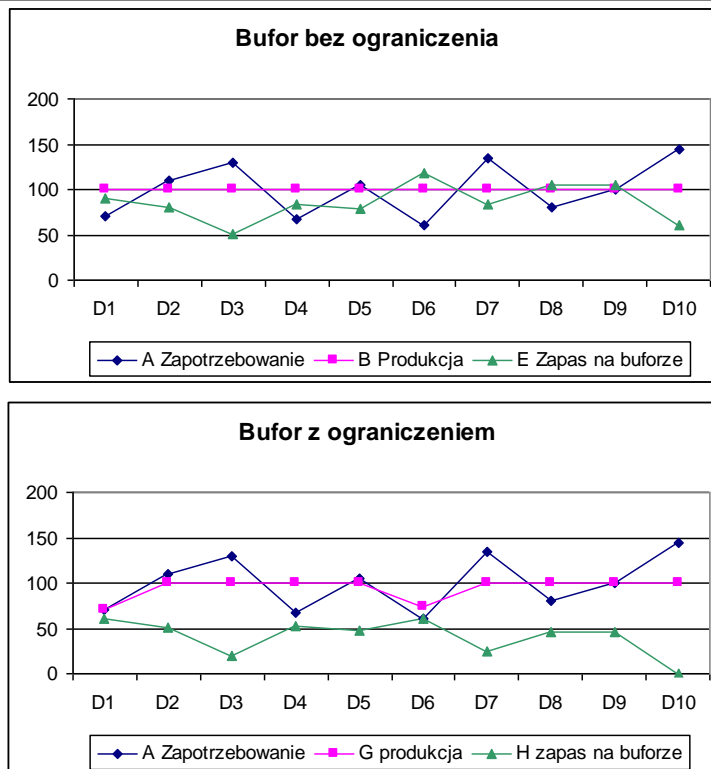 Bufor bez ograniczenia
200
150
100
50
0
D1 D2 D3 D4 D5 D6 D7 D8 D9 D10
A Zapotrzebowanie B Produkcja E Zapas na buforze
Bufor z ograniczeniem
200
150
100
50
0
D1 D2 D3 D4 D5 D6 D7 D8 D9 D10
A Zapotrzebowanie G produkcja H zapas na buforze